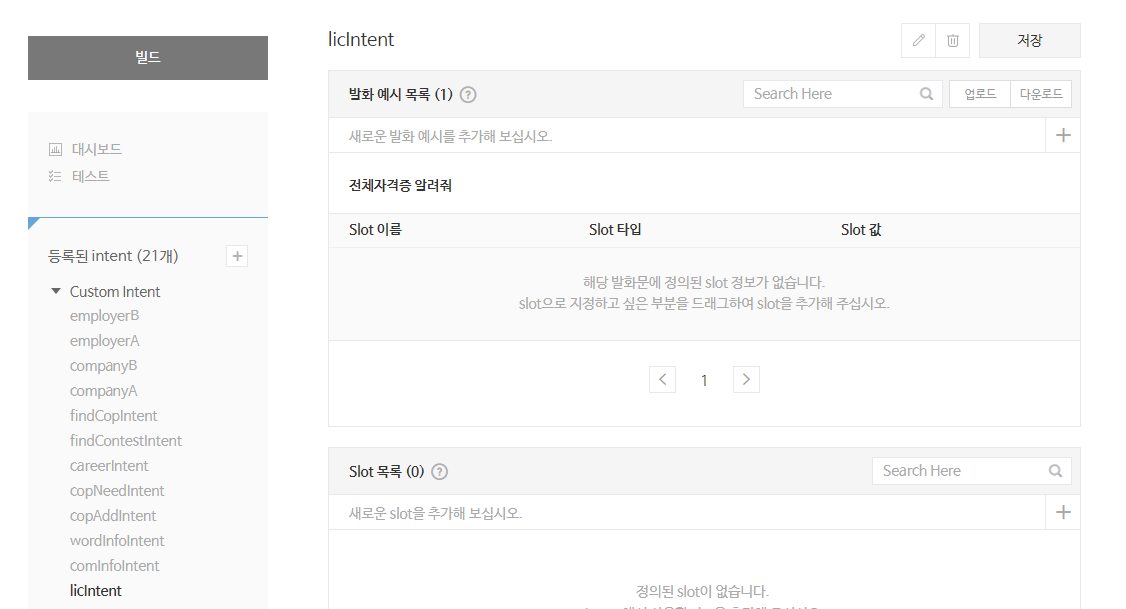 빌드
대시보드
테스트
등록된 intent (21개)
Custom Intent
employerB
employerA
companyB
companyA
findCopIntent
findContestIntent
careerIntent
copNeedIntent
copAddIntent
wordInfoIntent
comInfoIntent
licIntent
licIntent
저장
발화 예시 목록 (1) ?
Search Here
업로드
다운로드
새로운 발화 예시를 추가해 보십시오.
전체자격증 알려줘
Slot 이름 Slot 타입 Slot 값
해당 발화문에 정의된 slot 정보가 없습니다.
slot으로 지정하고 싶은 부분을 드래그하여 slot을 추가해 주십시오.
1
Slot 목록 (0) ?
Search Here
새로운 slot을 추가해 보십시오.
정의된 slot이 없습니다.